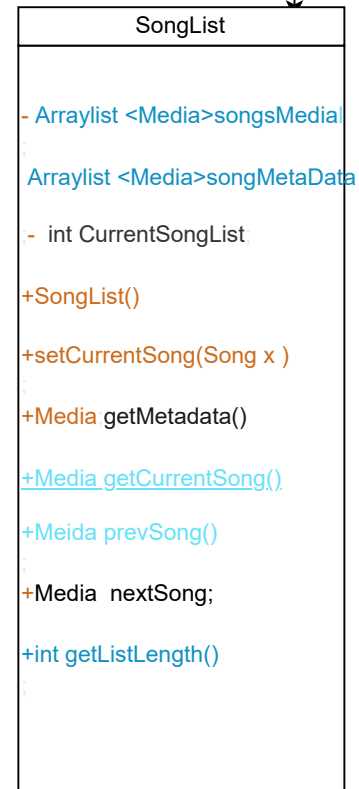 SongList
- Arraylist <Media>songsMedial
;
Arraylist <Media>songMetaData
;- int CurrentSongList;
+SongList()
+setCurrentSong(Song x )
;
+Media getMetadata()
+Media getCurrentSong()
+Meida prevSong()
;
+Media nextSong;
+int getListLength()
;